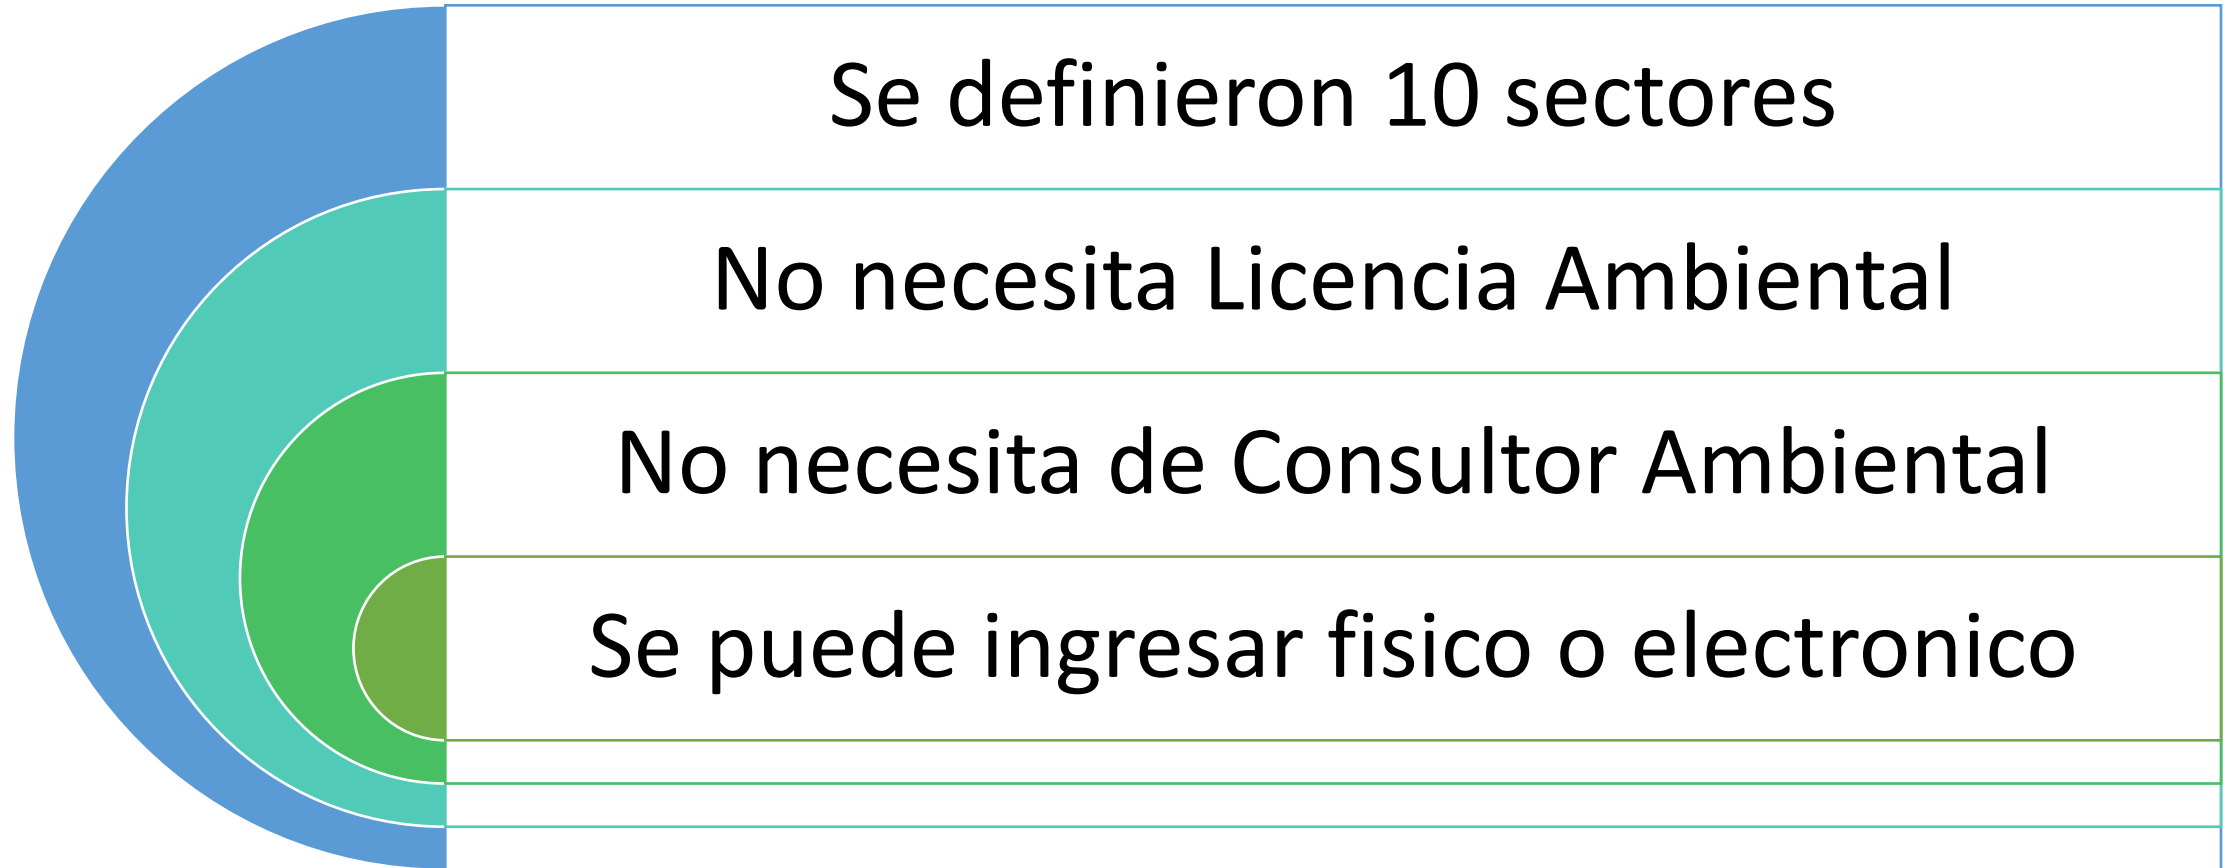 Se definieron 10 sectores
No necesita Licencia Ambiental
No necesita de Consultor Ambiental
Se puede ingresar fisico o electronico